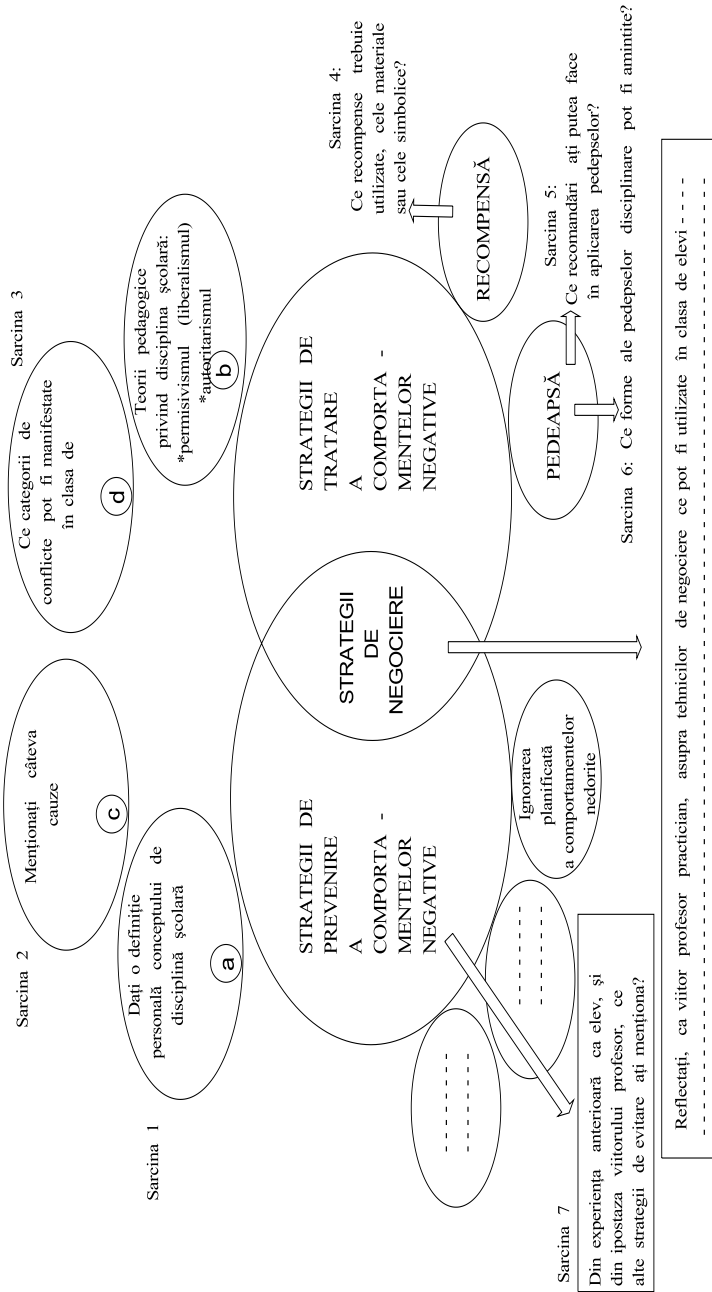 Sarcina 1
Dați o definiție
personală conceptului de
disciplină școlară
a
Sarcina 2
Menționați câteva
cauze
c
Sarcina 3
Ce categorii de
conflicte pot fi manifestate
în clasa de
d
Teorii pedagogice
privind disciplina școlară:
*permisivismul (liberalismul)
*autoritarismul
b
STRATEGII DE
PREVENIRE
A
COMPORTA -
MENTELOR
NEGATIVE
STRATEGII
DE
NEGOCIERE
STRATEGII DE
TRATARE
A
COMPORTA -
MENTELOR
NEGATIVE
RECOMPENSĂ
Sarcina 4:
Ce recompense trebuie
utilizate, cele materiale
sau cele simbolice?
PEDEAPSĂ
Sarcina 5:
Ce recomandări ați putea face
în aplicarea pedepselor?
Sarcina 6: Ce forme ale pedepselor disciplinare pot fi amintite?
Ignorarea
planificată
a comportamentelor
nedorite
- - - - - - - - -
- - - - - - - - -
- - - - - - - - -
- - - - - - - - -
Sarcina 7
Din experiența anterioară ca elev, și
din ipostaza viitorului profesor, ce
alte strategii de evitare ați menționa?
Reflectați, ca viitor profesor practician, asupra tehnicilor de negociere ce pot fi utilizate în clasa de elevi - - - -
- - - - - - - - - - - - - - - - - - - - - - - - - - - - - - - - - - - - - - - -